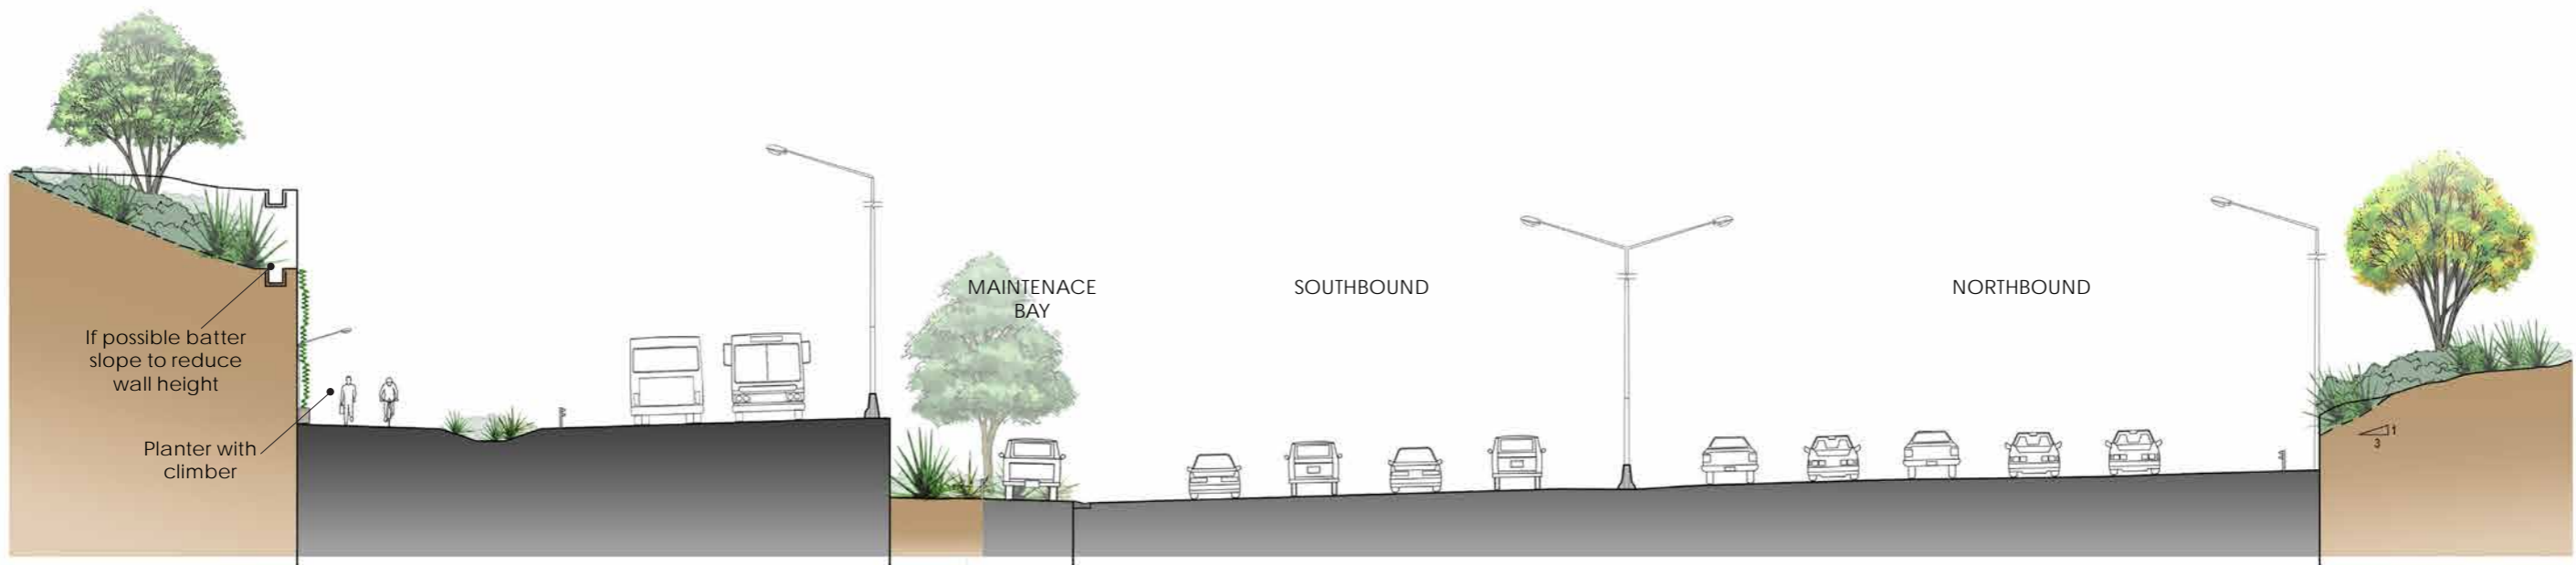 MAINTENACE
BAY
SOUTHBOUND
NORTHBOUND
If possible batter
slope to reduce
wall height
Planter with
climber
1
3